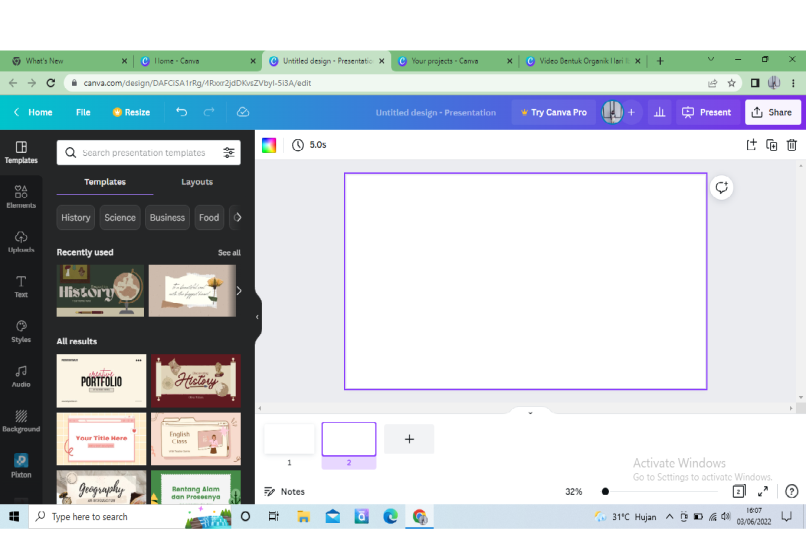 What's New
Home - Canva
Untitled design - Presentatio
Your projects - Canva
Video Bentuk Organik Hari
canva.com/design/DAFCiSA1rRg/4Rxxr2jdDKvsZVbyI-5i3A/edit
Home File Resize Untitled design - Presentation Try Canva Pro + Present Share
Templates
Elements
Uploads
Text
Styles
Audio
Background
Pixton
Search presentation templates
Templates Layouts
History Science Business Food
Recently used See all
History
All results
creative
PORTFOLIO
History
Your Title Here
English
Class
Geography
Bentang Alam
dan Prosesnya
5.0s
1
2
Notes
32%
2
Activate Windows
Go to Settings to activate Windows.
Type here to search
31°C Hujan
16:07
03/06/2022